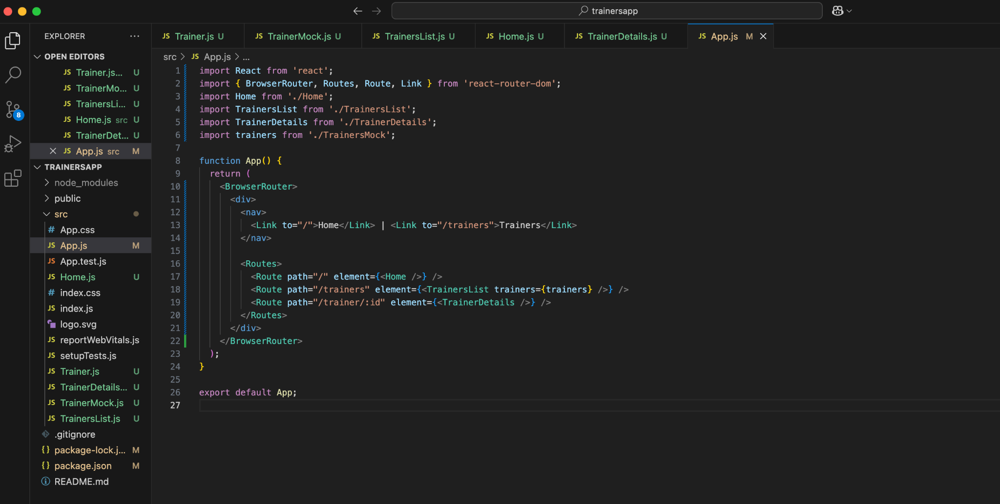 trainersapp
EXPLORER
JS Trainer.js U
JS TrainerMock.js U
JS TrainersList.js U
JS Home.js U
JS TrainerDetails.js U
JS App.js M
OPEN EDITORS
JS Trainer.js... U
JS TrainerMo... U
JS TrainersLi... U
JS Home.js src U
JS TrainerDet... U
JS App.js src M
8
TRAINERSAPP
node_modules
public
src
# App.css
JS App.js M
JS App.test.js
JS Home.js U
# index.css
JS index.js
logo.svg
JS reportWebVitals.js
JS setupTests.js
JS Trainer.js U
JS TrainerDetails... U
JS TrainerMock.js U
JS TrainersList.js U
.gitignore
{} package-lock.j... M
{} package.json M
README.md
src > JS App.js > ...
1 import React from 'react';
2 import { BrowserRouter, Routes, Route, Link } from 'react-router-dom';
3 import Home from './Home';
4 import TrainersList from './TrainersList';
5 import TrainerDetails from './TrainerDetails';
6 import trainers from './TrainersMock';
7
8 function App() {
9 return (
10 <BrowserRouter>
11 <div>
12 <nav>
13 <Link to="/">Home</Link> | <Link to="/trainers">Trainers</Link>
14 </nav>
15
16 <Routes>
17 <Route path="/" element={<Home />} />
18 <Route path="/trainers" element={<TrainersList trainers={trainers} />} />
19 <Route path="/trainer/:id" element={<TrainerDetails />} />
20 </Routes>
21 </div>
22 </BrowserRouter>
23 );
24 }
25
26 export default App;
27